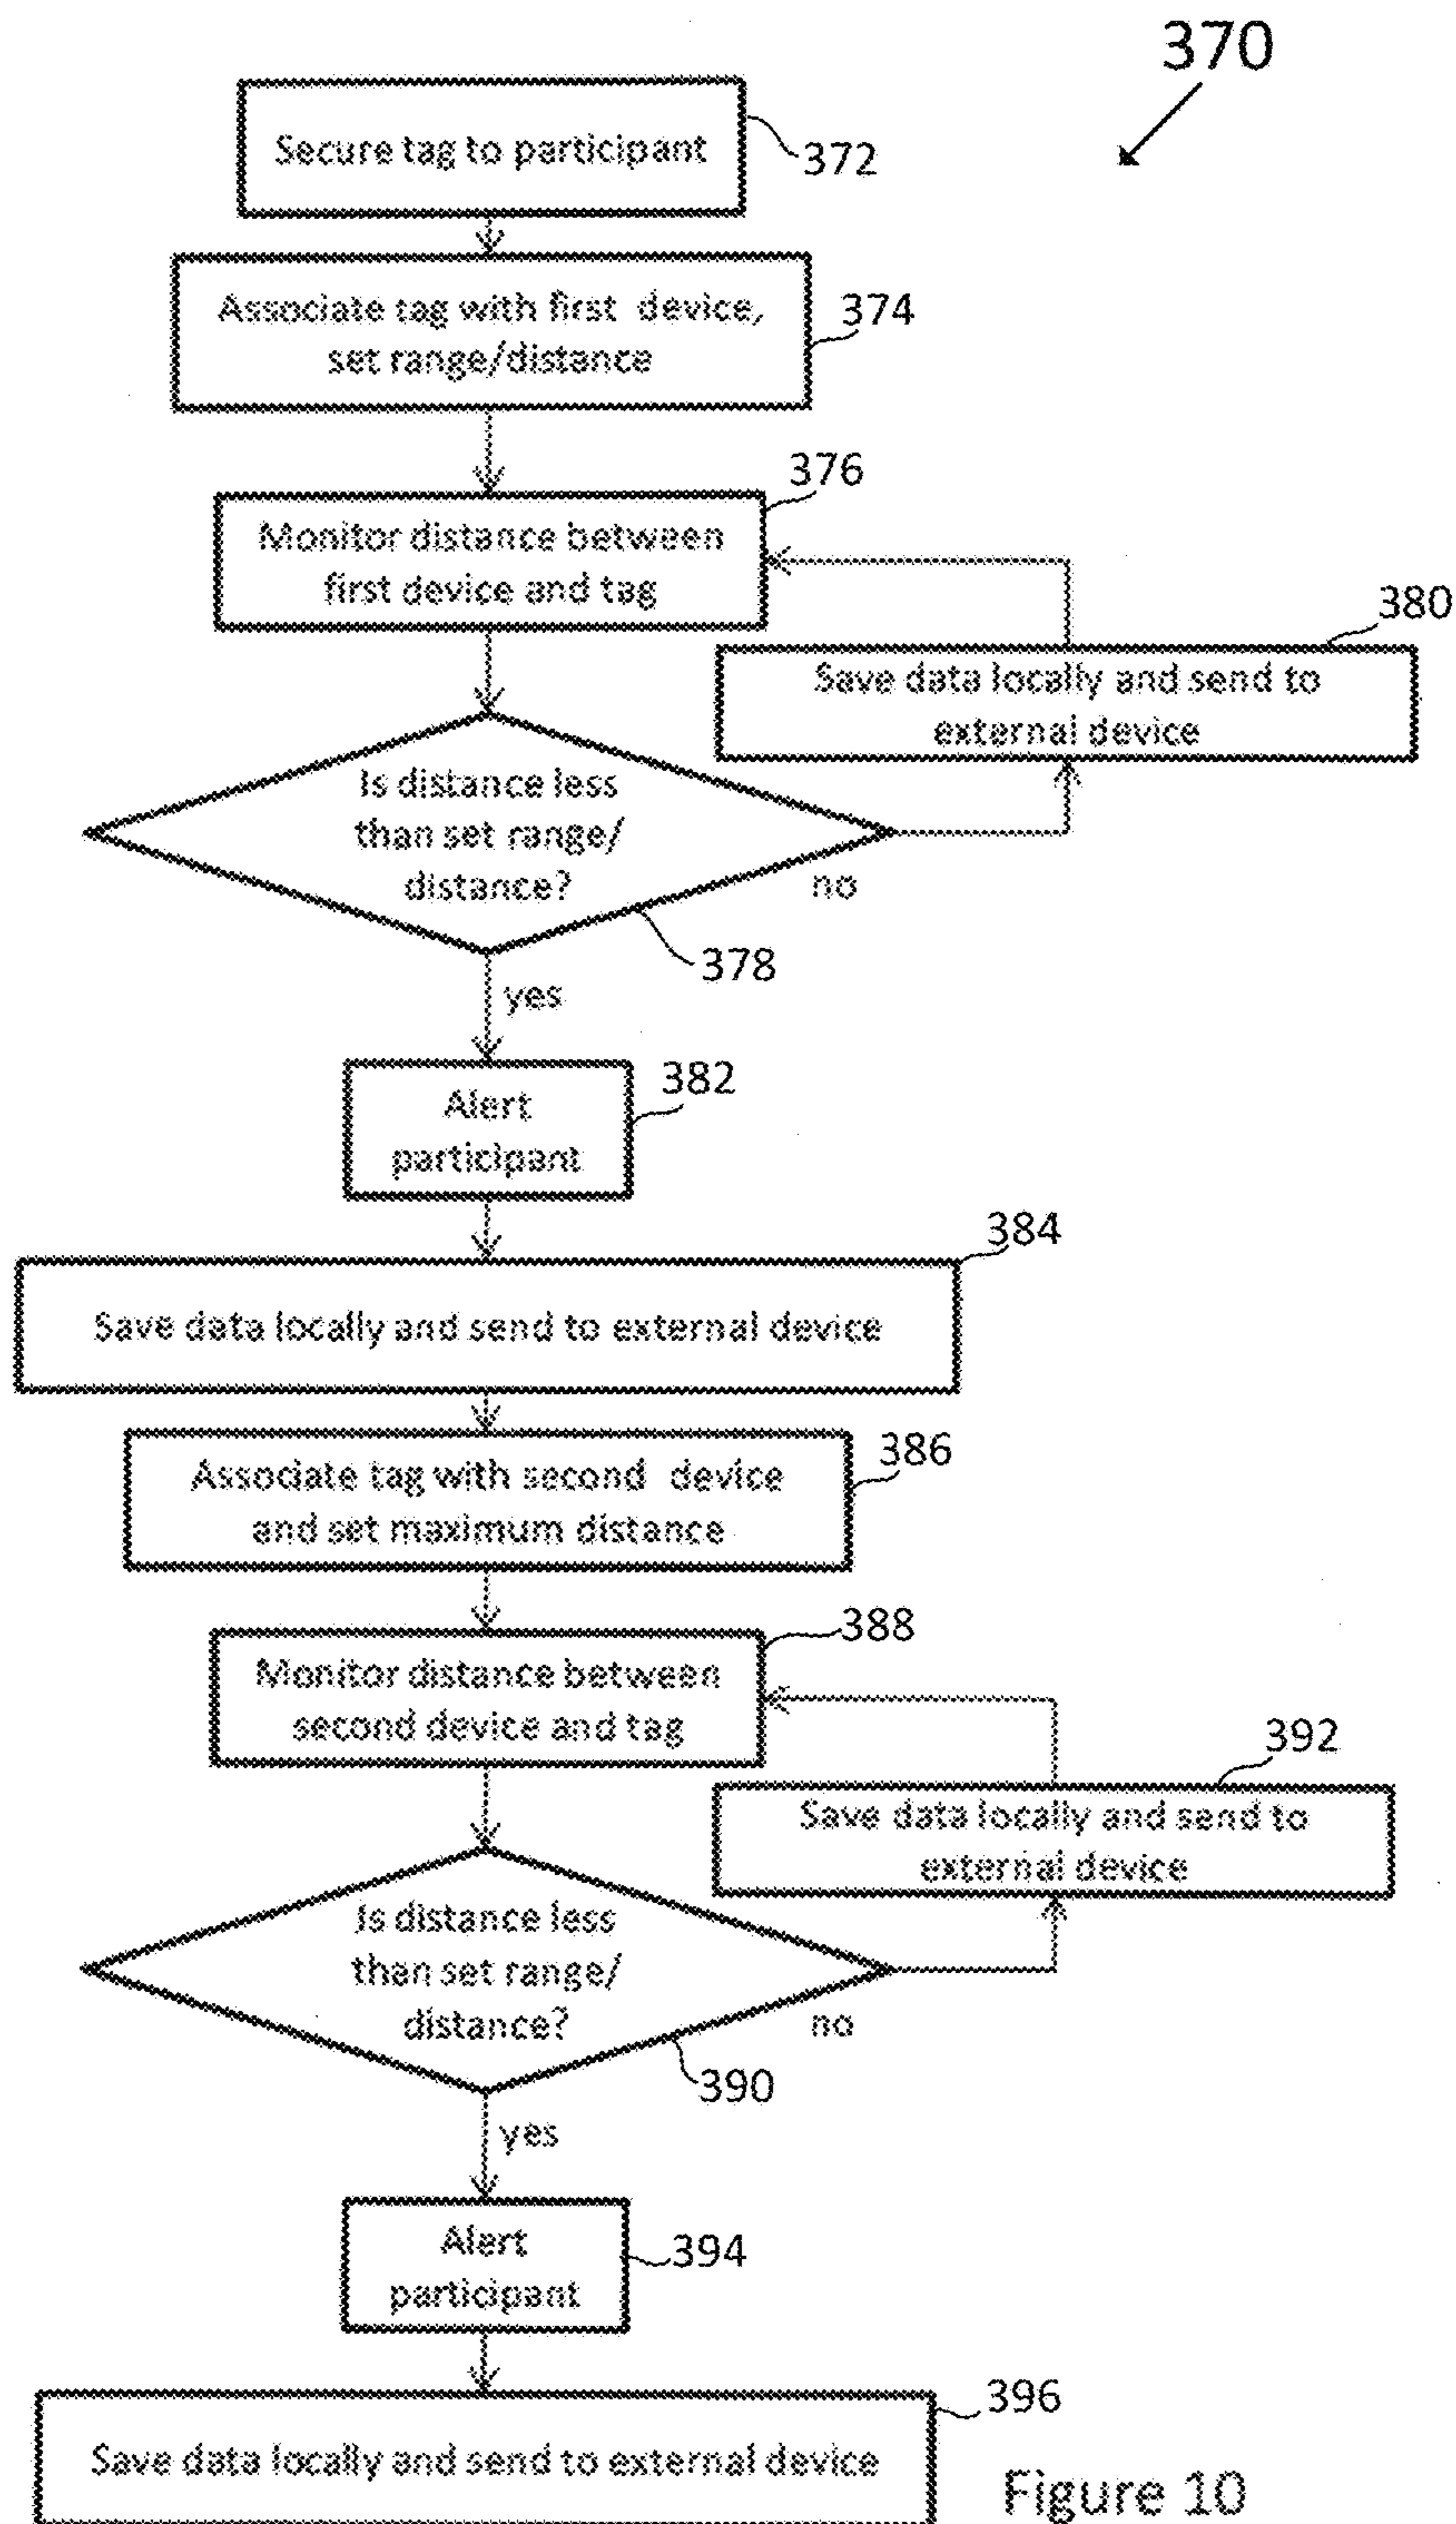 370
Secure tag to participant
372
Associate tag with first device,
set range/distance
374
376
Monitor distance between
first device and tag
380
Save data locally and send to
external device
Is distance less
than set range/
distance?
no
378
yes
382
Alert
participant
384
Save data locally and send to external device
386
Associate tag with second device
and set maximum distance
388
Monitor distance between
second device and tag
392
Save data locally and send to
external device
Is distance less
than set range/
distance?
no
390
yes
Alert
participant
394
396
Save data locally and send to external device
Figure 10